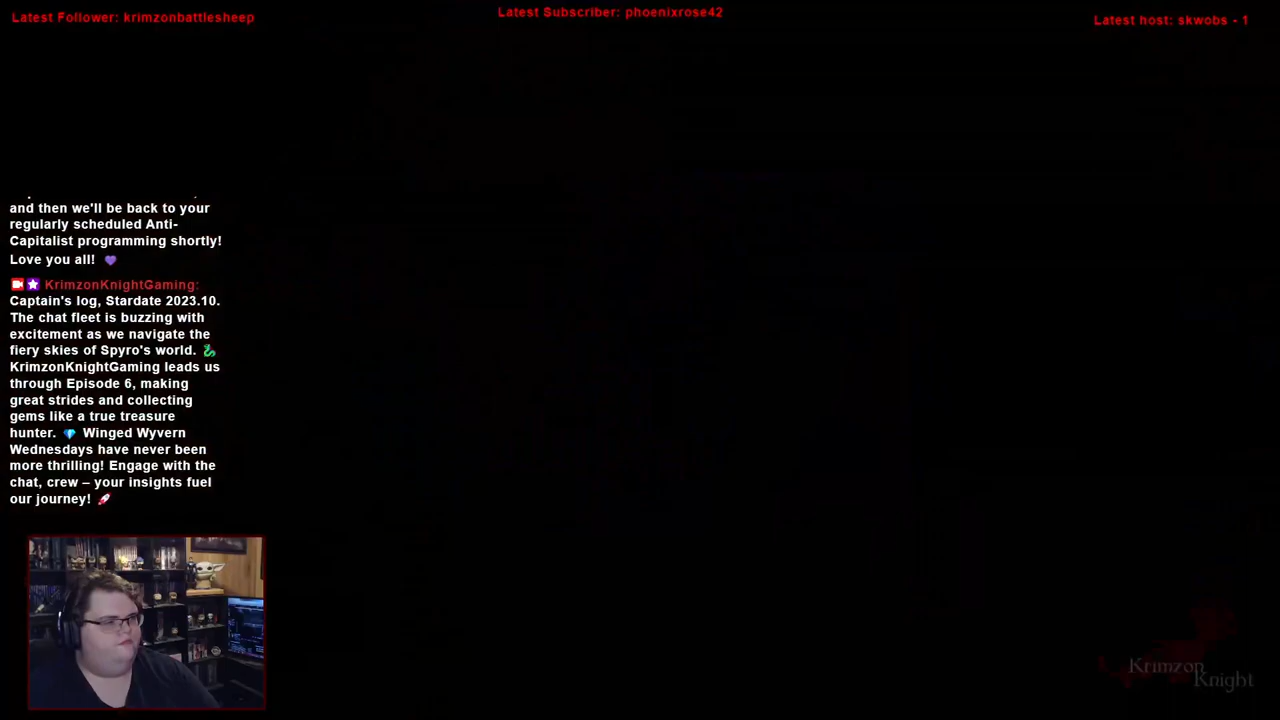 Latest Follower: krimzonbattlesheep
Latest Subscriber: phoenixrose42
Latest host: skwobs - 1
and then we'll be back to your
regularly scheduled Anti-
Capitalist programming shortly!
Love you all! 💜
KrimzonKnightGaming:
Captain's log, Stardate 2023.10.
The chat fleet is buzzing with
excitement as we navigate the
fiery skies of Spyro's world. 🐉
KrimzonKnightGaming leads us
through Episode 6, making
great strides and collecting
gems like a true treasure
hunter. 💎 Winged Wyvern
Wednesdays have never been
more thrilling! Engage with the
chat, crew – your insights fuel
our journey! 🚀
Krimzon
Knight